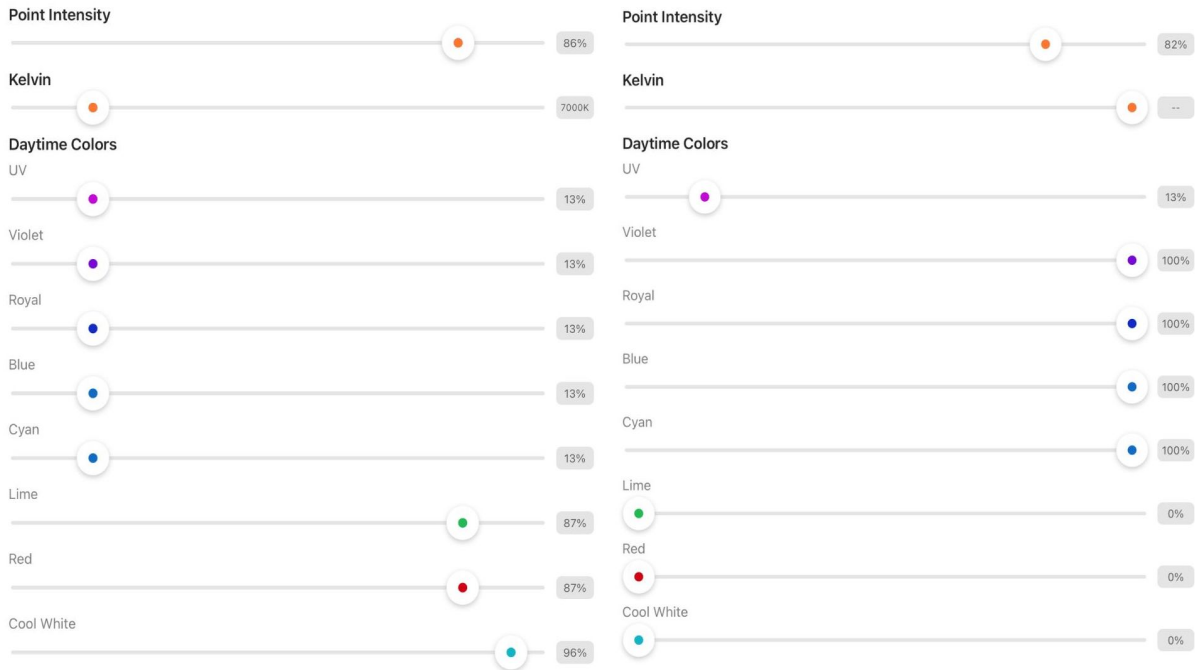 Point Intensity
86%
Kelvin
7000K
Daytime Colors
UV
13%
Violet
13%
Royal
13%
Blue
13%
Cyan
13%
Lime
87%
Red
87%
Cool White
96%
Point Intensity
82%
Kelvin
--
Daytime Colors
UV
13%
Violet
100%
Royal
100%
Blue
100%
Cyan
100%
Lime
0%
Red
0%
Cool White
0%